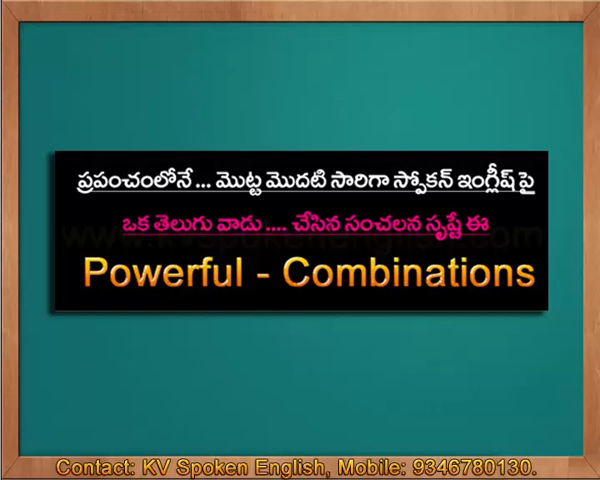 ప్రపంచంలోనే ... మొట్ట మొదటి సారిగా స్పోకన్ ఇంగ్లీష్ పై
ఒక తెలుగు వాడు .... చేసిన సంచలన సృష్టే ఈ
Powerful - Combinations
Contact: KV Spoken English, Mobile: 9346780130.